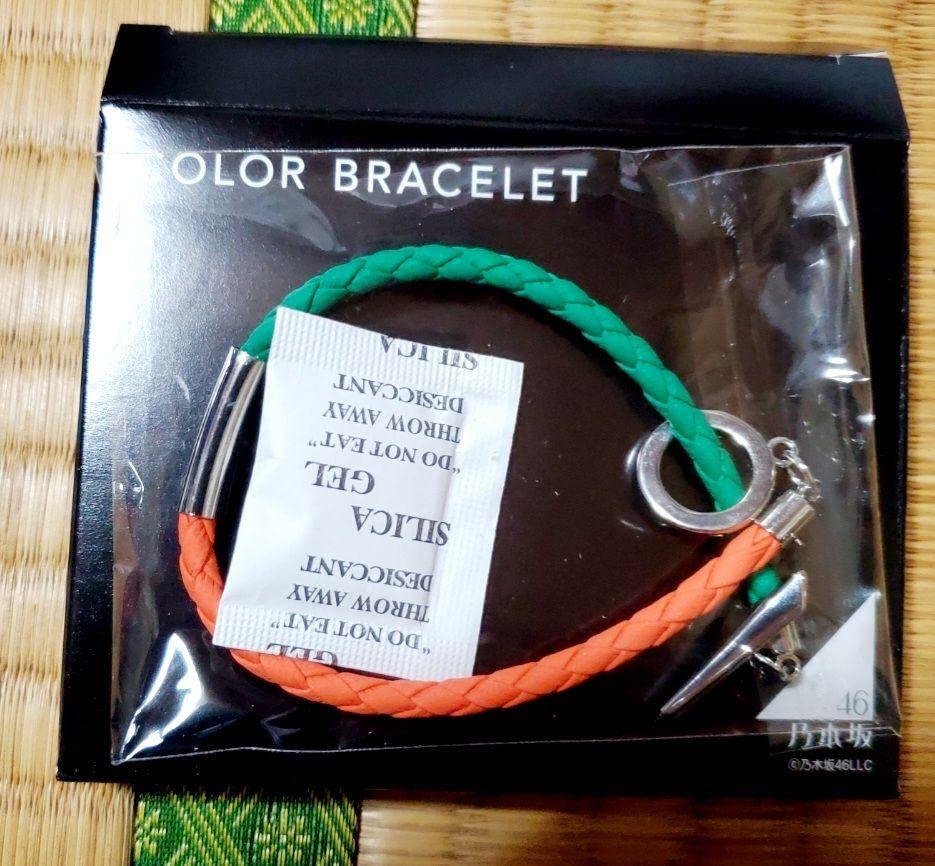 OLOR BRACELET
SILICA
DESICCANT
THROW AWAY
"DO NOT EAT"
SILICA
GEL
DESICCANT
THROW AWAY
"DO NOT EAT"
GEL
46
乃木坂
©乃木坂46LLC